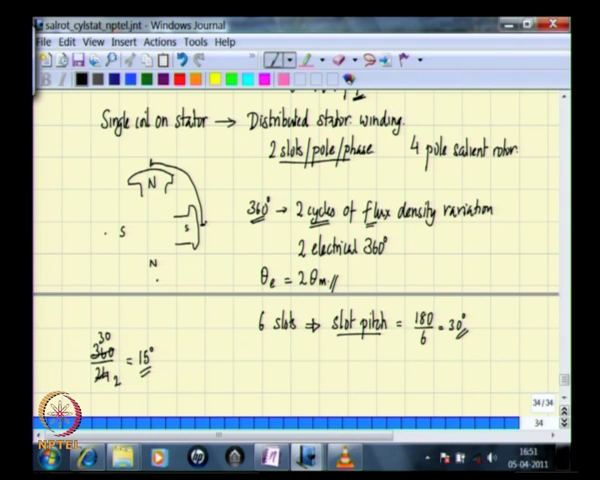 salrot_cylstat_nptel.jnt - Windows Journal
File Edit View Insert Actions Tools Help
Single coil on stator → Distributed stator winding.
2 slots/pole/phase 4 pole salient rotor.
N
360° → 2 cycles of flux density variation
S S
2 electrical 360°
N
θe = 2θm //
6 slots ⇒ slot pitch = 180/6 = 30°
30
360/24 2 = 15°
34/34
34
NPTEL
16:51
05-04-2011